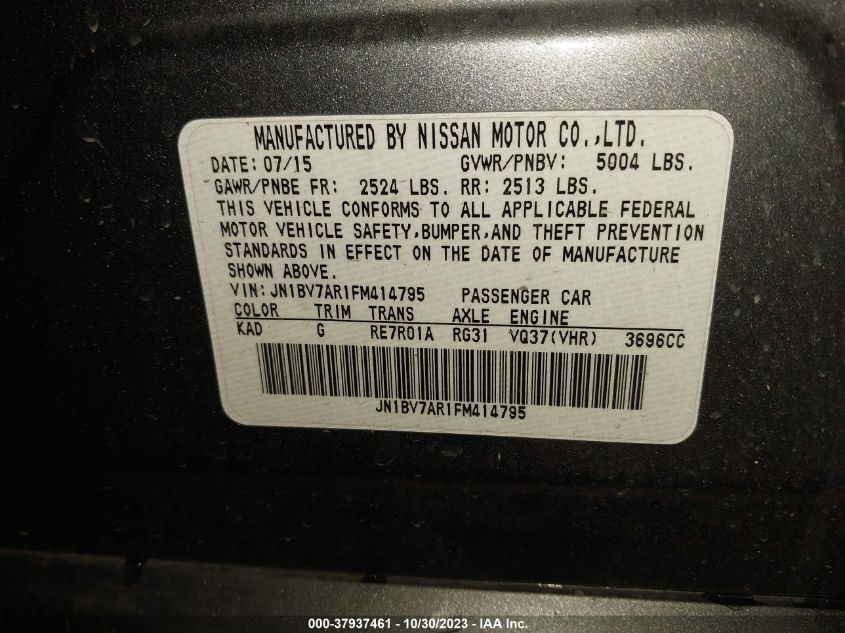 MANUFACTURED BY NISSAN MOTOR CO.,LTD.
DATE: 07/15 GVWR/PNBV: 5004 LBS.
GAWR/PNBE FR: 2524 LBS. RR: 2513 LBS.
THIS VEHICLE CONFORMS TO ALL APPLICABLE FEDERAL
MOTOR VEHICLE SAFETY,BUMPER,AND THEFT PREVENTION
STANDARDS IN EFFECT ON THE DATE OF MANUFACTURE
SHOWN ABOVE.
VIN: JN1BV7AR1FM414795 PASSENGER CAR
COLOR TRIM TRANS AXLE ENGINE
KAD G RE7R01A RG31 VQ37(VHR) 3696CC
JN1BV7AR1FM414795
000-37937461 - 10/30/2023 - IAA Inc.